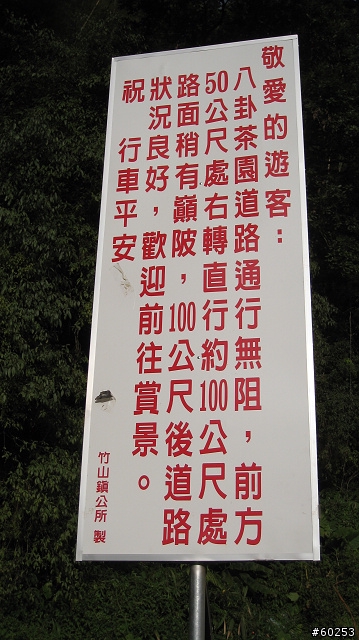 敬愛的遊客：
八卦茶園道路通行無阻，前方
50公尺處右轉直行約100公尺處
路面稍有巔陂，100公尺後道路
狀況良好，歡迎前往賞景。
祝
行車平安
竹山鎮公所 製
#60253